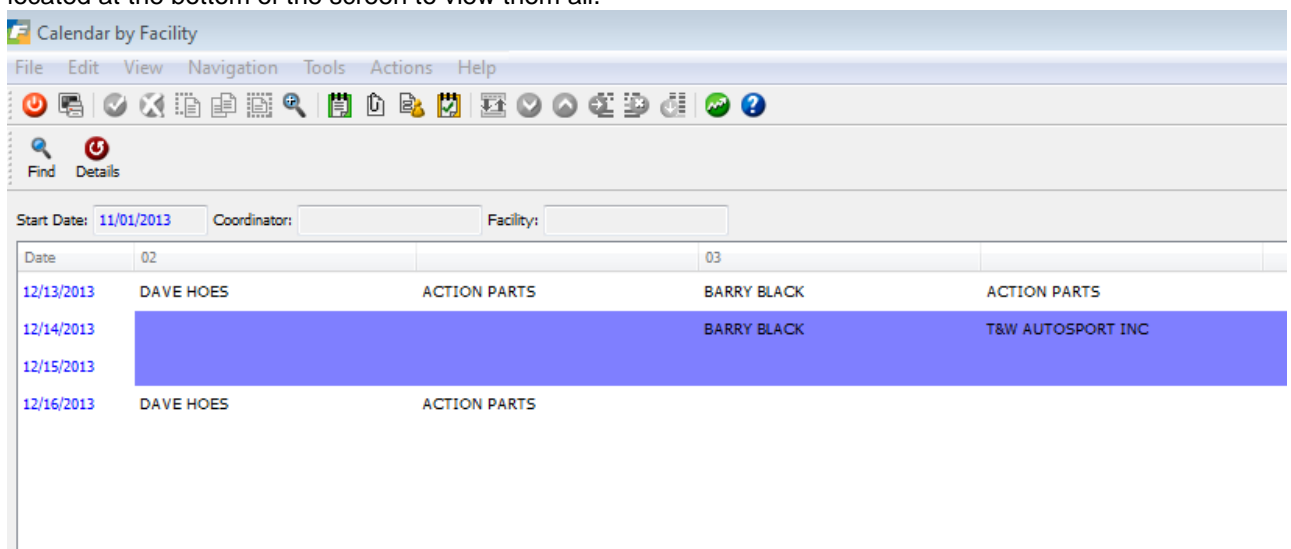 located at the bottom of the screen to view them all.
Calendar by Facility
File Edit View Navigation Tools Actions Help
Find Details
Start Date: 11/01/2013 Coordinator: Facility:
Date 02 03
12/13/2013 DAVE HOES ACTION PARTS BARRY BLACK ACTION PARTS
12/14/2013 BARRY BLACK T&W AUTOSPORT INC
12/15/2013
12/16/2013 DAVE HOES ACTION PARTS